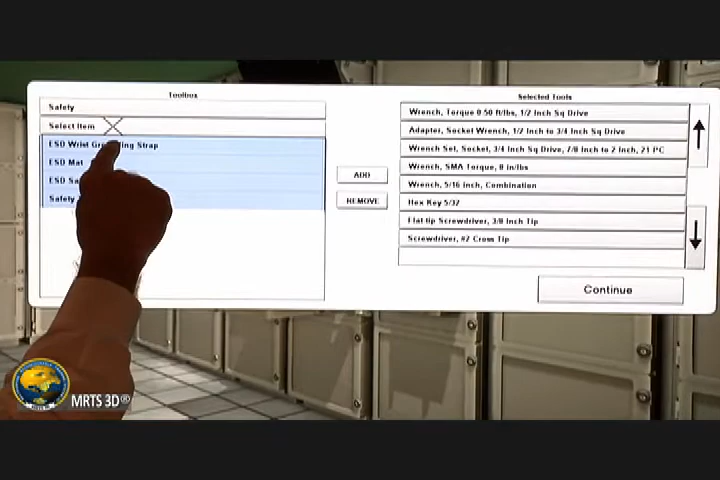 Toolbox
Safety
Select Item
ESD Wrist Grounding Strap
ESD Mat
ESD
Safety
ADD
REMOVE
Selected Tools
Wrench, Torque 0-50 ft/lbs, 1/2 Inch Sq Drive
Adapter, Socket Wrench, 1/2 Inch to 3/4 Inch Sq Drive
Wrench Set, Socket, 3/4 Inch Sq Drive, 7/8 Inch to 2 Inch, 21 PC
Wrench, SMA Torque, 8 in/lbs
Wrench, 5/16 Inch, Combination
Hex Key 5/32
Flat tip Screwdriver, 3/8 Inch Tip
Screwdriver, #2 Cross Tip
Continue
MRTS 3D®